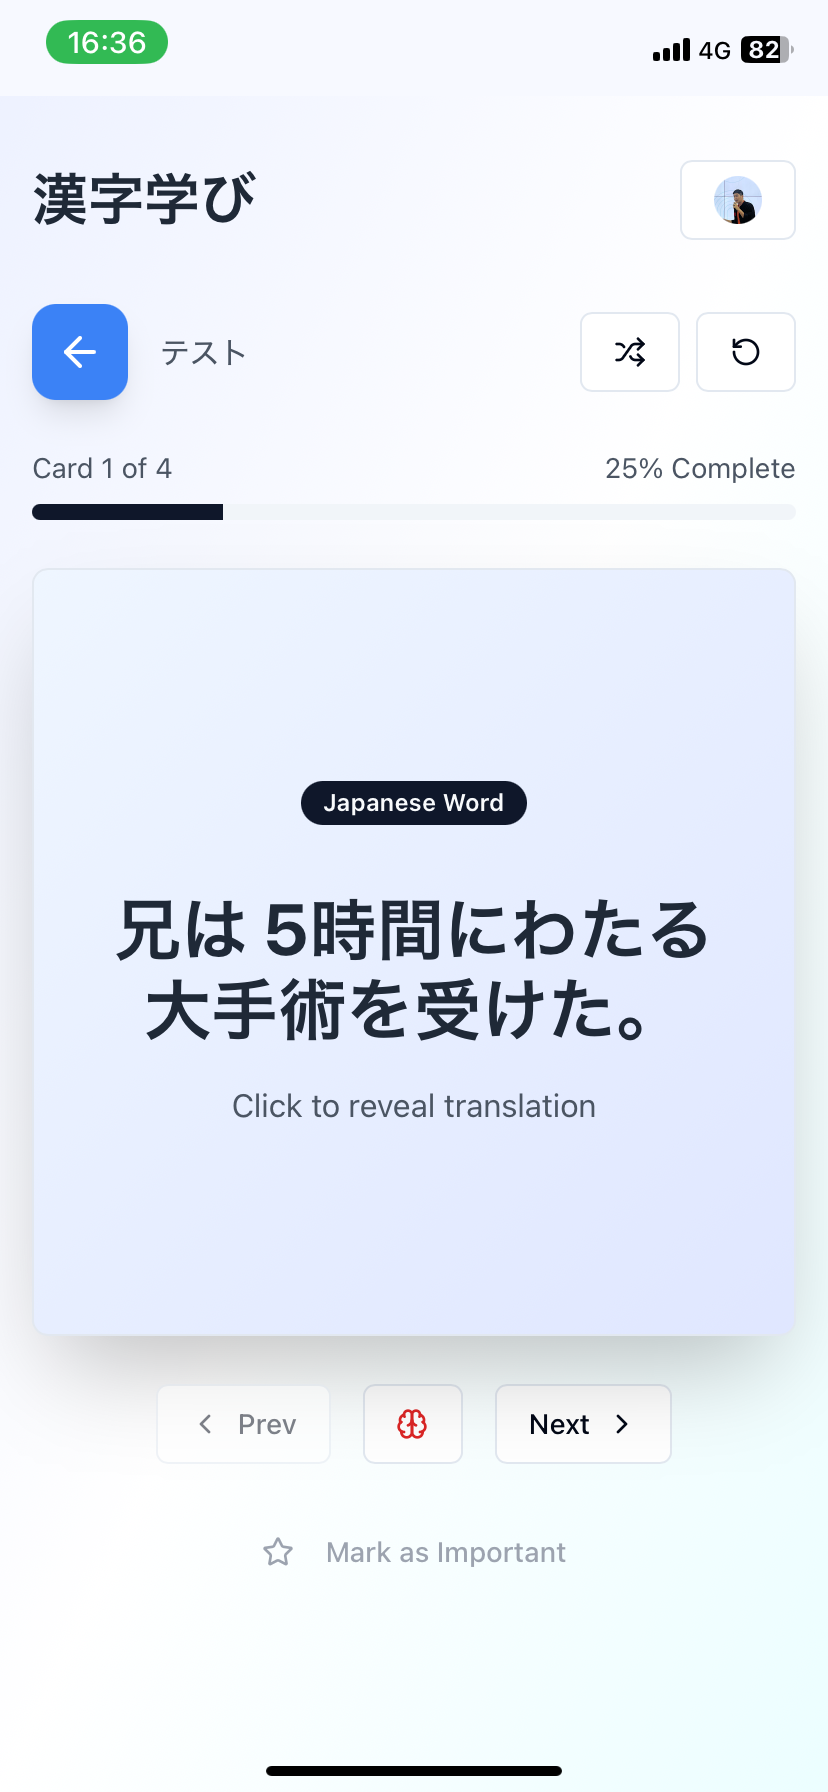 16:36
4G 82
漢字学び
テスト
Card 1 of 4
25% Complete
Japanese Word
兄は 5時間にわたる
大手術を受けた。
Click to reveal translation
Prev
Next
Mark as Important